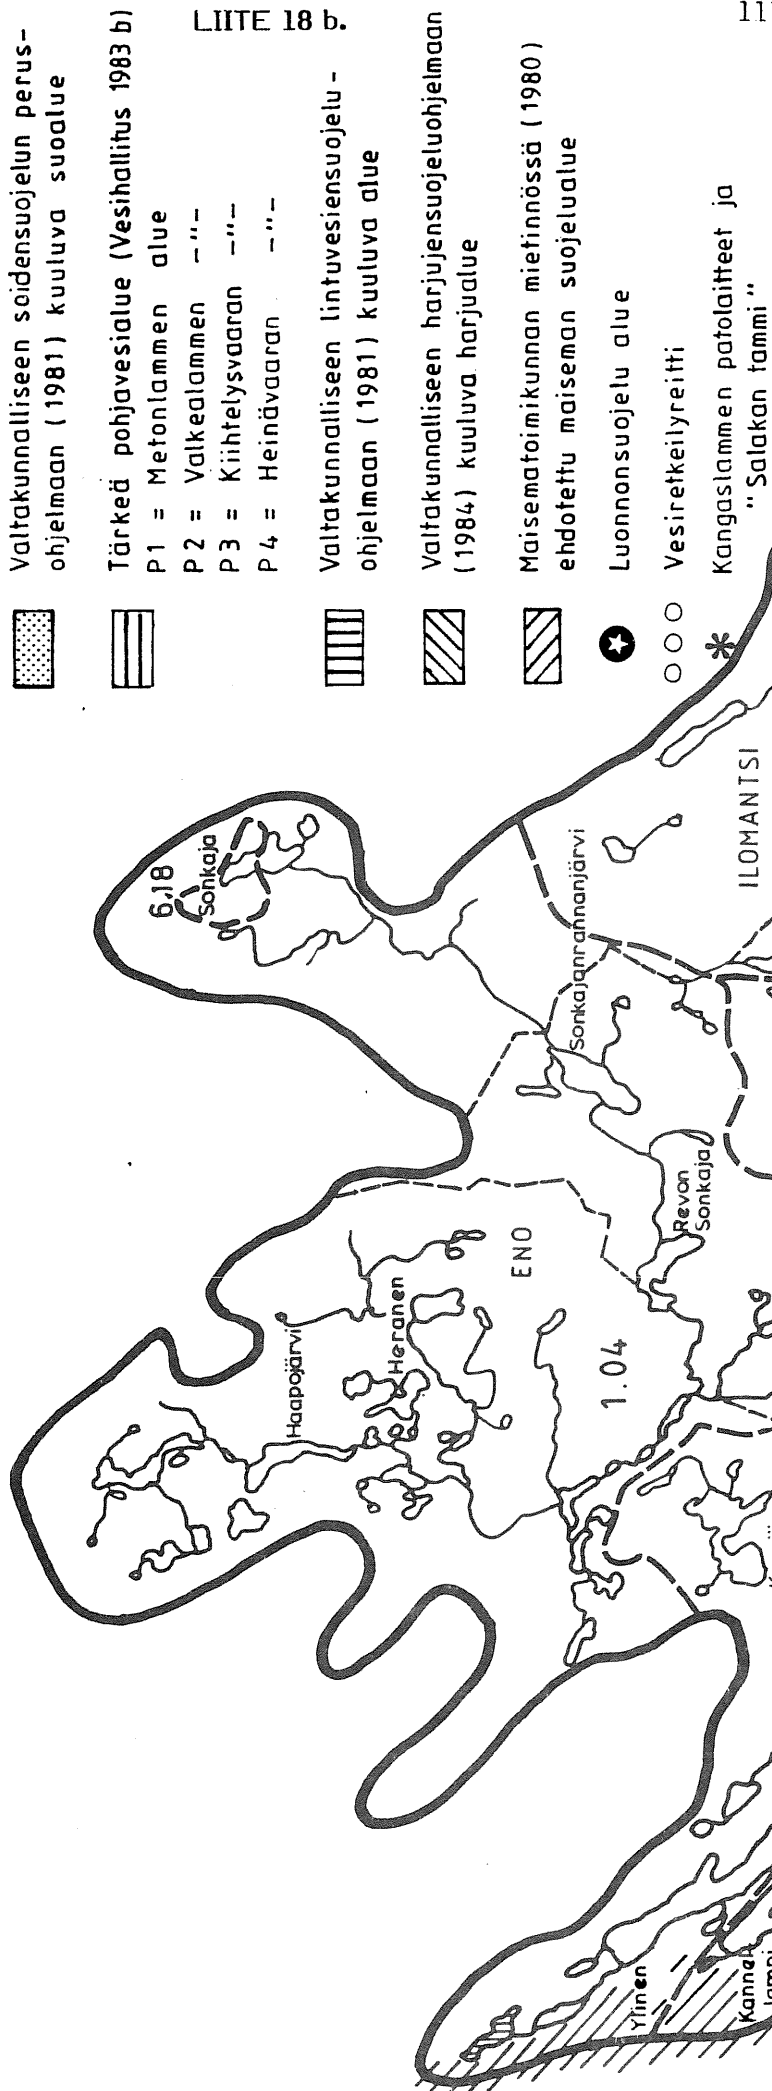 LIITE 18 b.
Valtakunnalliseen soidensuojelun perus-
ohjelmaan (1981) kuuluva suoalue
Tärkeä pohjavesialue (Vesihallitus 1983 b)
P1 = Metonlammen alue
P2 = Valkealammen -"-
P3 = Kiihtelysvaaran -"-
P4 = Heinävaaran -"-
Valtakunnalliseen lintuvesiensuojelu-
ohjelmaan (1981) kuuluva alue
Valtakunnalliseen harjujensuojeluohjelmaan
(1984) kuuluva harjualue
Maisematoimikunnan mietinnössä (1980)
ehdotettu maiseman suojelualue
Luonnonsuojelu alue
Vesiretkeilyreitti
Kangaslammen patolaitteet ja
"Salakan tammi"
6.18
Sonkaja
Sonkajanrannanjärvi
ILOMANTSI
Haapojärvi
Heranen
ENO
Revon
Sonkaja
1.04
Ylinen
Kannel
lampi